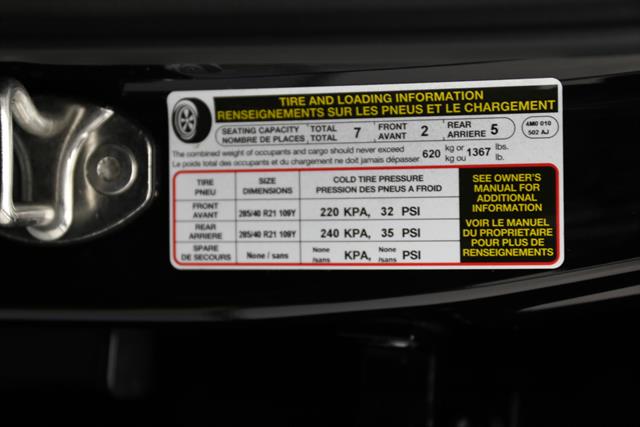 TIRE AND LOADING INFORMATION
RENSEIGNEMENTS SUR LES PNEUS ET LE CHARGEMENT
SEATING CAPACITY TOTAL 7 FRONT 2 REAR 5
NOMBRE DE PLACES TOTAL AVANT ARRIERE
4M0 010
502 AJ
The combined weight of occupants and cargo should never exceed 620 kg or 1367 lbs.
Le poids total des occupants et du chargement ne doit jamais dépasser kg ou lb.
TIRE SIZE COLD TIRE PRESSURE
PNEU DIMENSIONS PRESSION DES PNEUS A FROID
FRONT
AVANT
285/40 R21 109Y 220 KPA, 32 PSI
REAR
ARRIERE
285/40 R21 109Y 240 KPA, 35 PSI
SPARE
DE SECOURS
None / sans
None
/sans
KPA,
None
/sans
PSI
SEE OWNER'S
MANUAL FOR
ADDITIONAL
INFORMATION
VOIR LE MANUEL
DU PROPRIETAIRE
POUR PLUS DE
RENSEIGNEMENTS